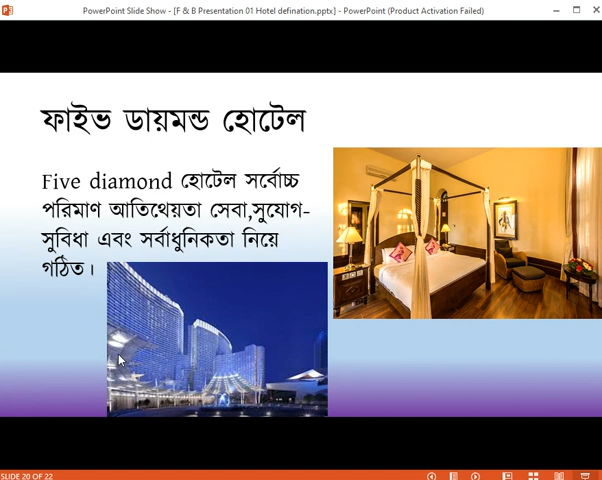 PowerPoint Slide Show - [F & B Presentation 01 Hotel defination.pptx] - PowerPoint (Product Activation Failed)
ফাইভ ডায়মন্ড হোটেল
Five diamond হোটেল সর্বোচ্চ
পরিমাণ আতিথেয়তা সেবা,সুযোগ-
সুবিধা এবং সর্বাধুনিকতা নিয়ে
গঠিত।
SLIDE 20 OF 22